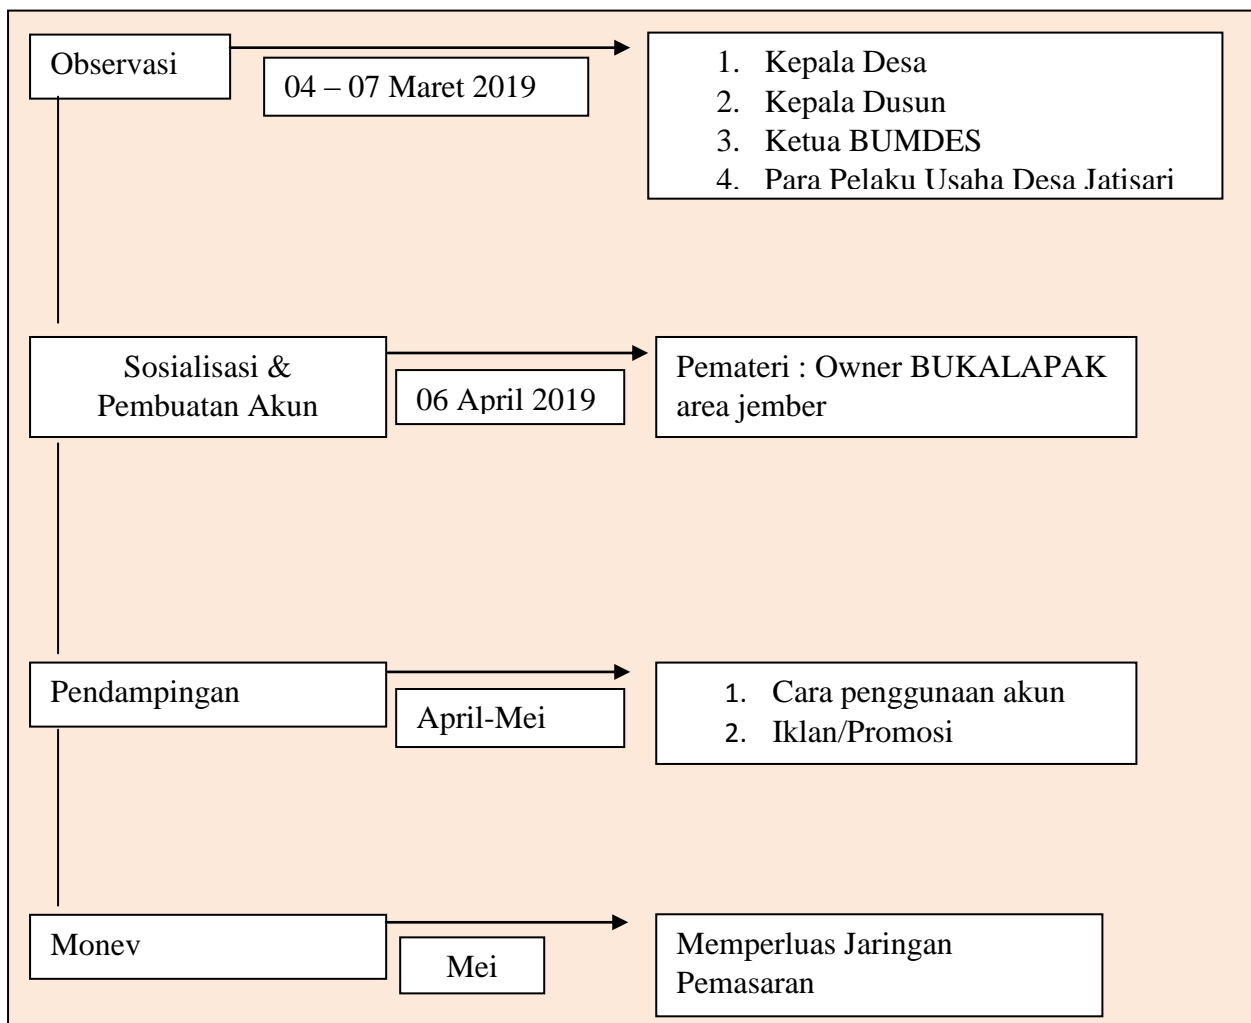 Observasi
04 – 07 Maret 2019
1. Kepala Desa
2. Kepala Dusun
3. Ketua BUMDES
4. Para Pelaku Usaha Desa Jatisari
Sosialisasi &
Pembuatan Akun
06 April 2019
Pemateri : Owner BUKALAPAK
area jember
Pendampingan
April-Mei
1. Cara penggunaan akun
2. Iklan/Promosi
Monev
Mei
Memperluas Jaringan
Pemasaran